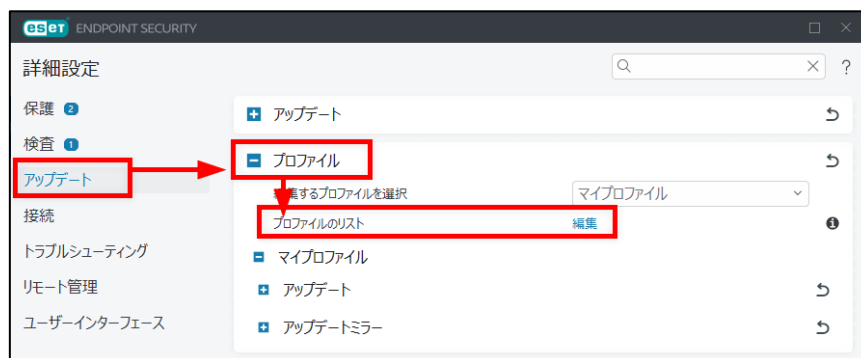 eseT ENDPOINT SECURITY
詳細設定
?
保護 2
検査 1
アップデート
接続
トラブルシューティング
リモート管理
ユーザーインターフェース
アップデート
プロファイル
編集するプロファイルを選択 マイプロファイル
プロファイルのリスト 編集
マイプロファイル
アップデート
アップデートミラー